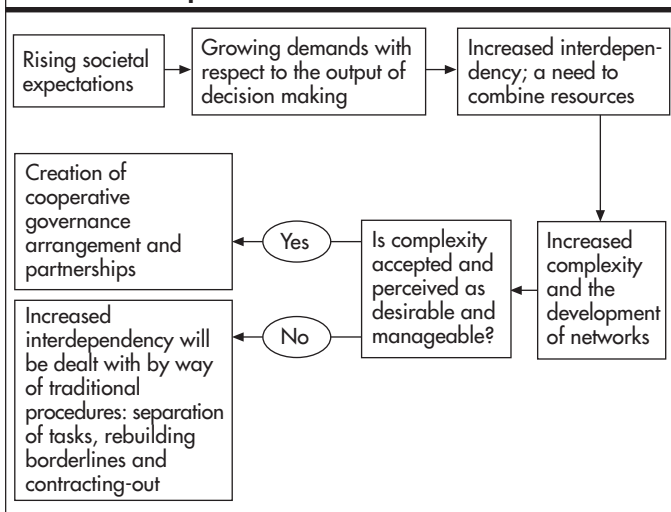 Rising societal
expectations
Growing demands with
respect to the output of
decision making
Increased interdepen-
dency; a need to
combine resources
Increased
complexity
and the
development
of networks
Is complexity
accepted and
perceived as
desirable and
manageable?
Yes
Creation of
cooperative
governance
arrangement and
partnerships
No
Increased
interdependency will
be dealt with by way
of traditional
procedures: separation
of tasks, rebuilding
borderlines and
contracting-out